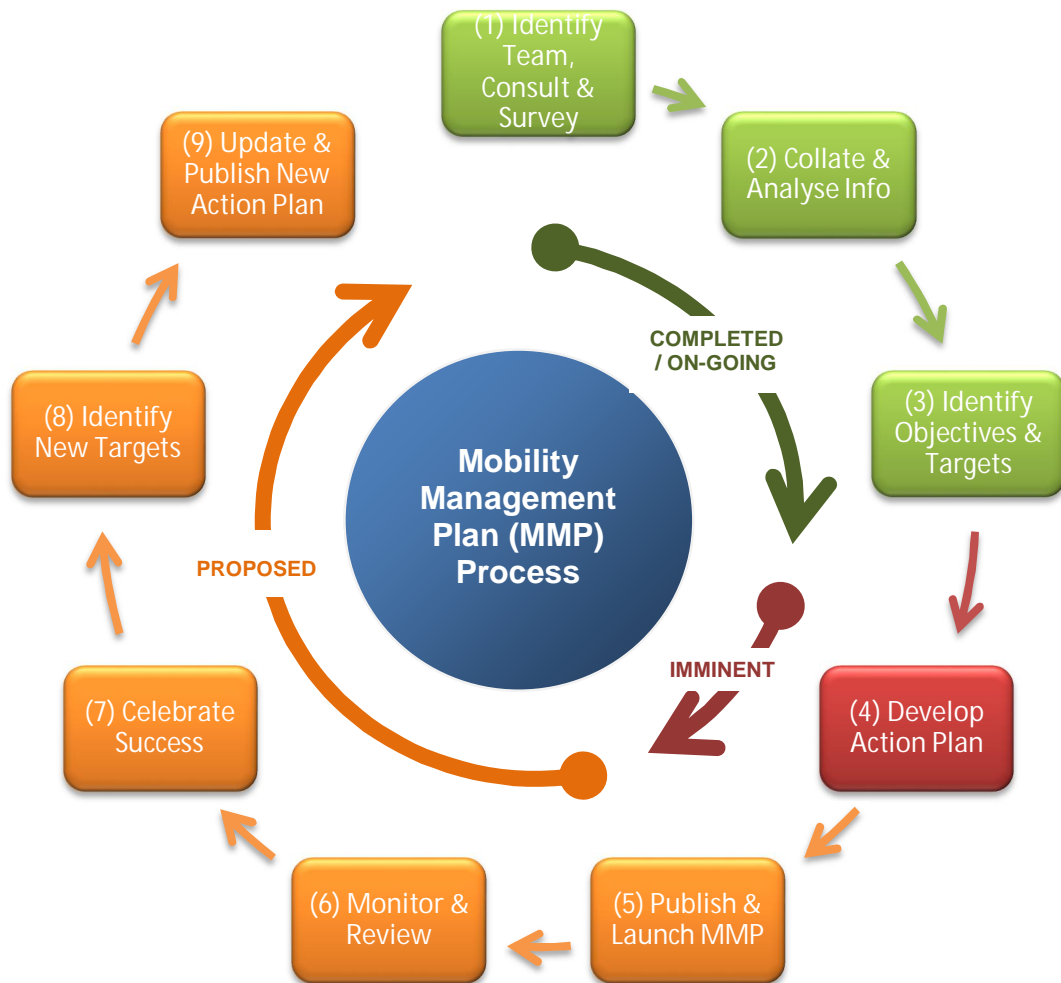 (1) Identify
Team,
Consult &
Survey
(2) Collate &
Analyse Info
(3) Identify
Objectives &
Targets
(4) Develop
Action Plan
(5) Publish &
Launch MMP
(6) Monitor &
Review
(7) Celebrate
Success
(8) Identify
New Targets
(9) Update &
Publish New
Action Plan
COMPLETED
/ ON-GOING
IMMINENT
PROPOSED
Mobility
Management
Plan (MMP)
Process